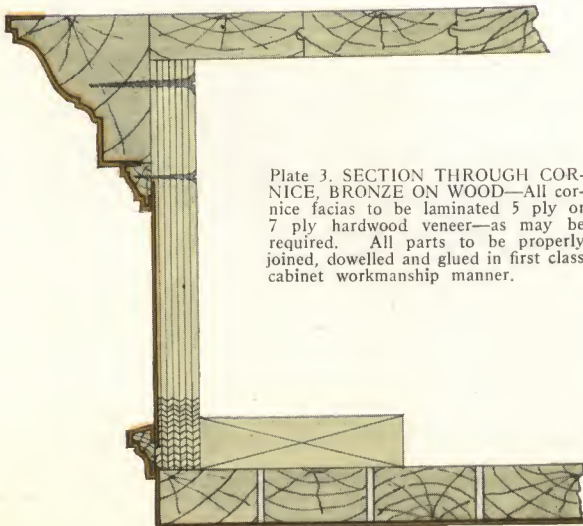 Plate 3. SECTION THROUGH COR-
NICE, BRONZE ON WOOD—All cor-
nice facias to be laminated 5 ply or
7 ply hardwood veneer—as may be
required. All parts to be properly
joined, dowelled and glued in first class
cabinet workmanship manner.